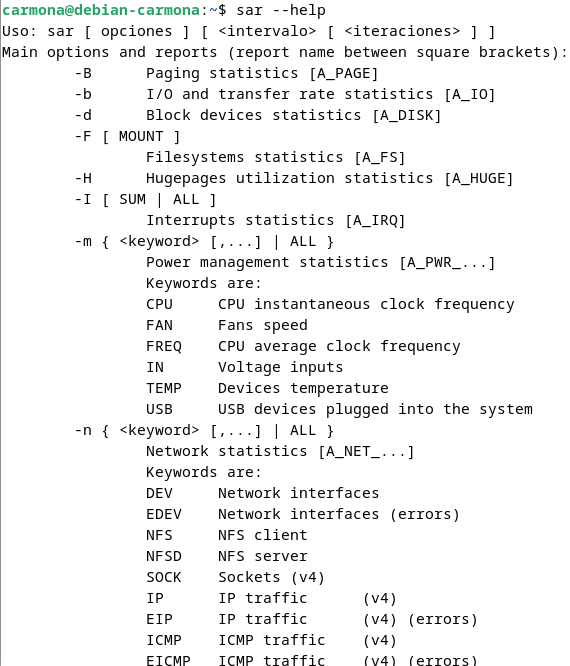 carmona@debian-carmona:~$ sar --help
Uso: sar [ opciones ] [ <intervalo> [ <iteraciones> ] ]
Main options and reports (report name between square brackets):
-B Paging statistics [A_PAGE]
-b I/O and transfer rate statistics [A_IO]
-d Block devices statistics [A_DISK]
-F [ MOUNT ]
Filesystems statistics [A_FS]
-H Hugepages utilization statistics [A_HUGE]
-I [ SUM | ALL ]
Interrupts statistics [A_IRQ]
-m { <keyword> [,...] | ALL }
Power management statistics [A_PWR_...]
Keywords are:
CPU CPU instantaneous clock frequency
FAN Fans speed
FREQ CPU average clock frequency
IN Voltage inputs
TEMP Devices temperature
USB USB devices plugged into the system
-n { <keyword> [,...] | ALL }
Network statistics [A_NET_...]
Keywords are:
DEV Network interfaces
EDEV Network interfaces (errors)
NFS NFS client
NFSD NFS server
SOCK Sockets (v4)
IP IP traffic (v4)
EIP IP traffic (v4) (errors)
ICMP ICMP traffic (v4)
EICMP ICMP traffic (v4) (errors)